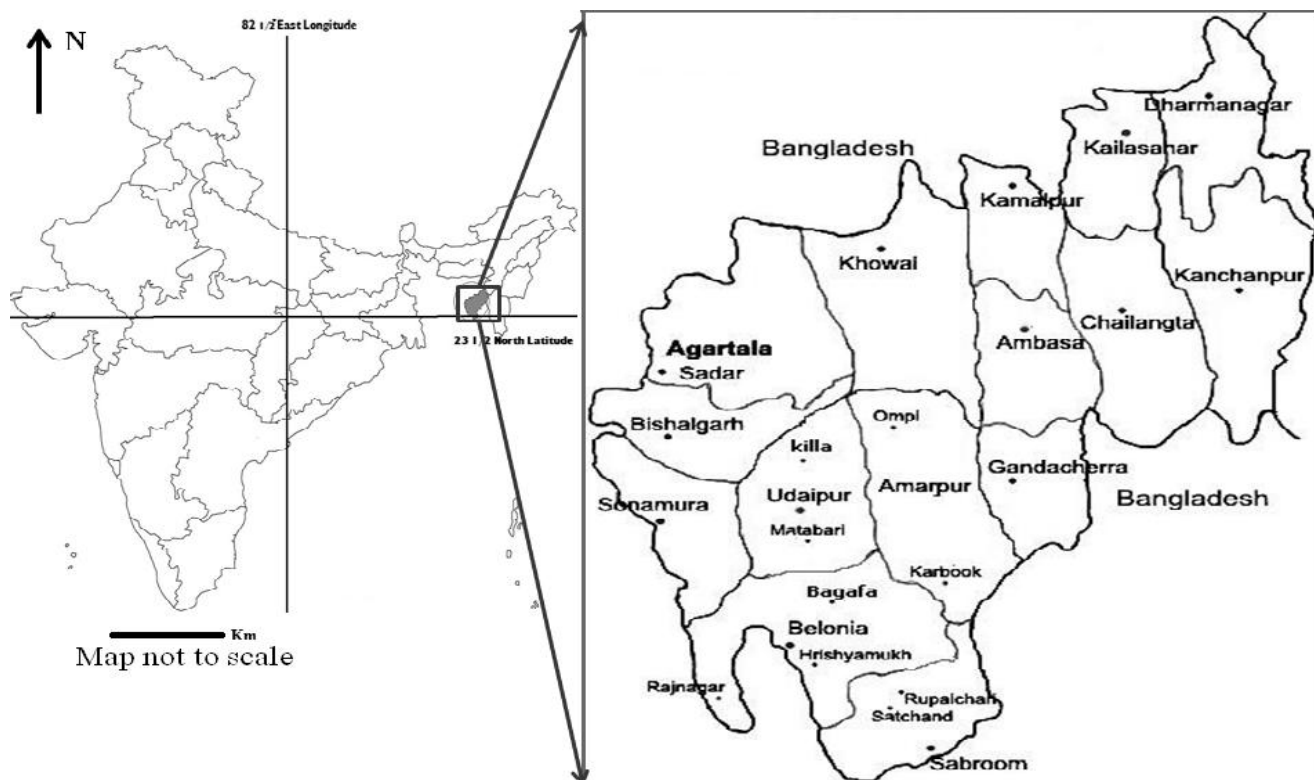 82 1/2 East Longitude
N
23 1/2 North Latitude
Km
Map not to scale
Dharmanagar
Bangladesh
Kailasahar
Kamalpur
Khowai
Kanchanpur
Chailangta
Ambasa
Agartala
Sadar
Ompi
Bishalgarh
killa
Gandacherra
Amarpur
Udaipur
Bangladesh
Sonamura
Matabari
Karbook
Bagafa
Belonia
Hrishyamukh
Rajnagar
Rupaichari
Satchand
Sabroom